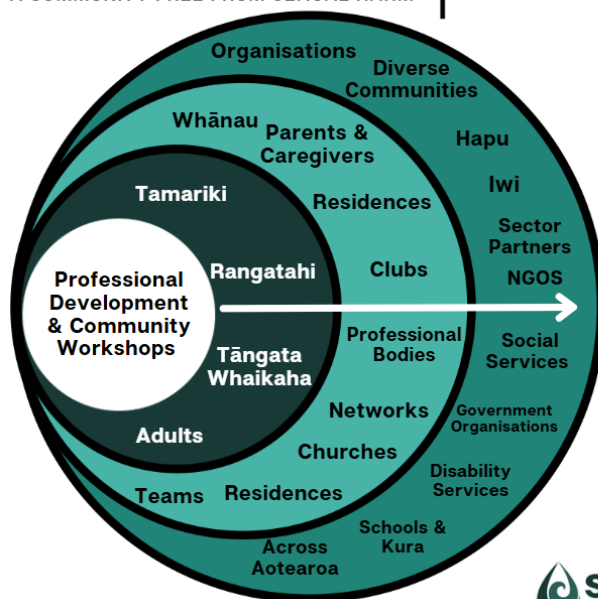 Organisations
Diverse
Communities
Hapu
Iwi
Sector
Partners
NGOS
Social
Services
Government
Organisations
Disability
Services
Schools &
Kura
Across
Aotearoa
Whānau
Parents &
Caregivers
Residences
Clubs
Professional
Bodies
Networks
Churches
Residences
Teams
Tamariki
Rangatahi
Tāngata
Whaikaha
Adults
Professional
Development
& Community
Workshops